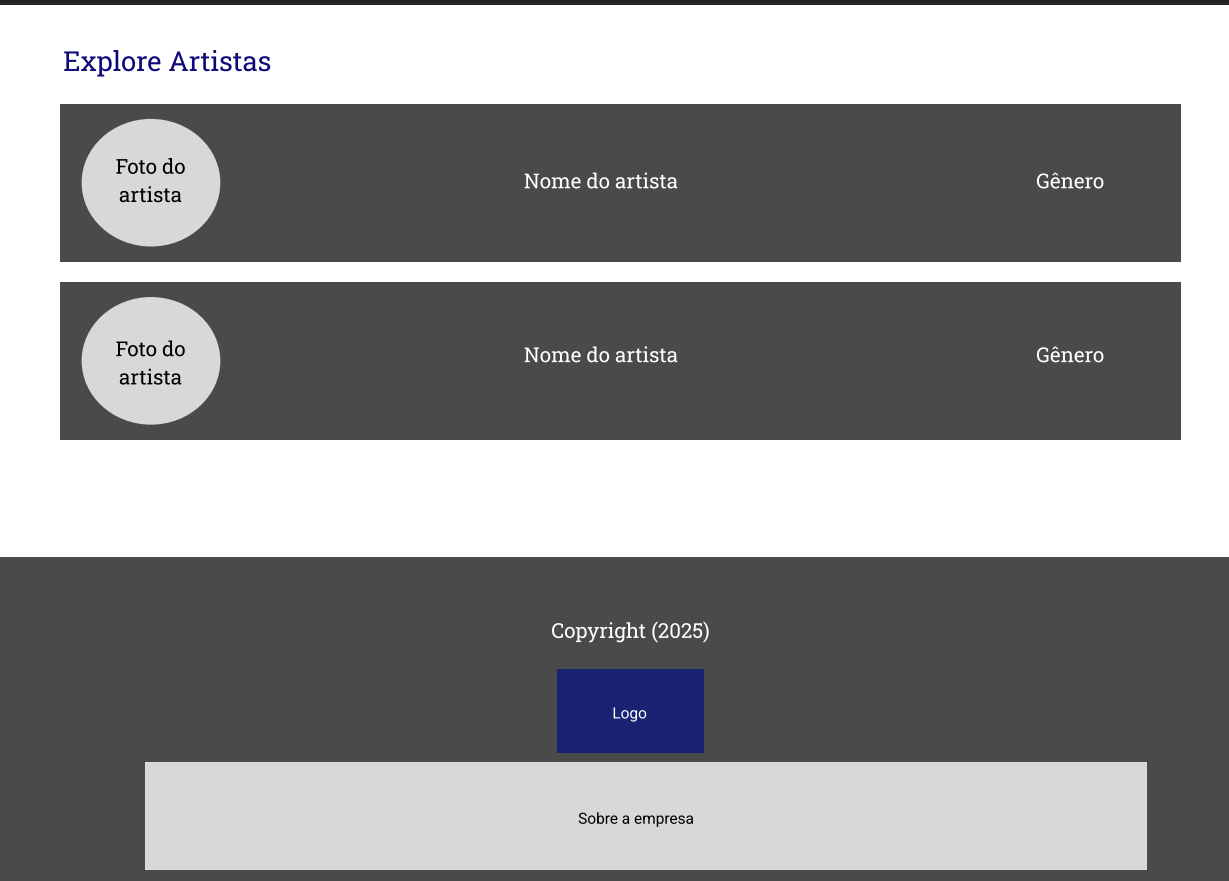 Explore Artistas
Foto do
artista
Nome do artista
Gênero
Foto do
artista
Nome do artista
Gênero
Copyright (2025)
Logo
Sobre a empresa